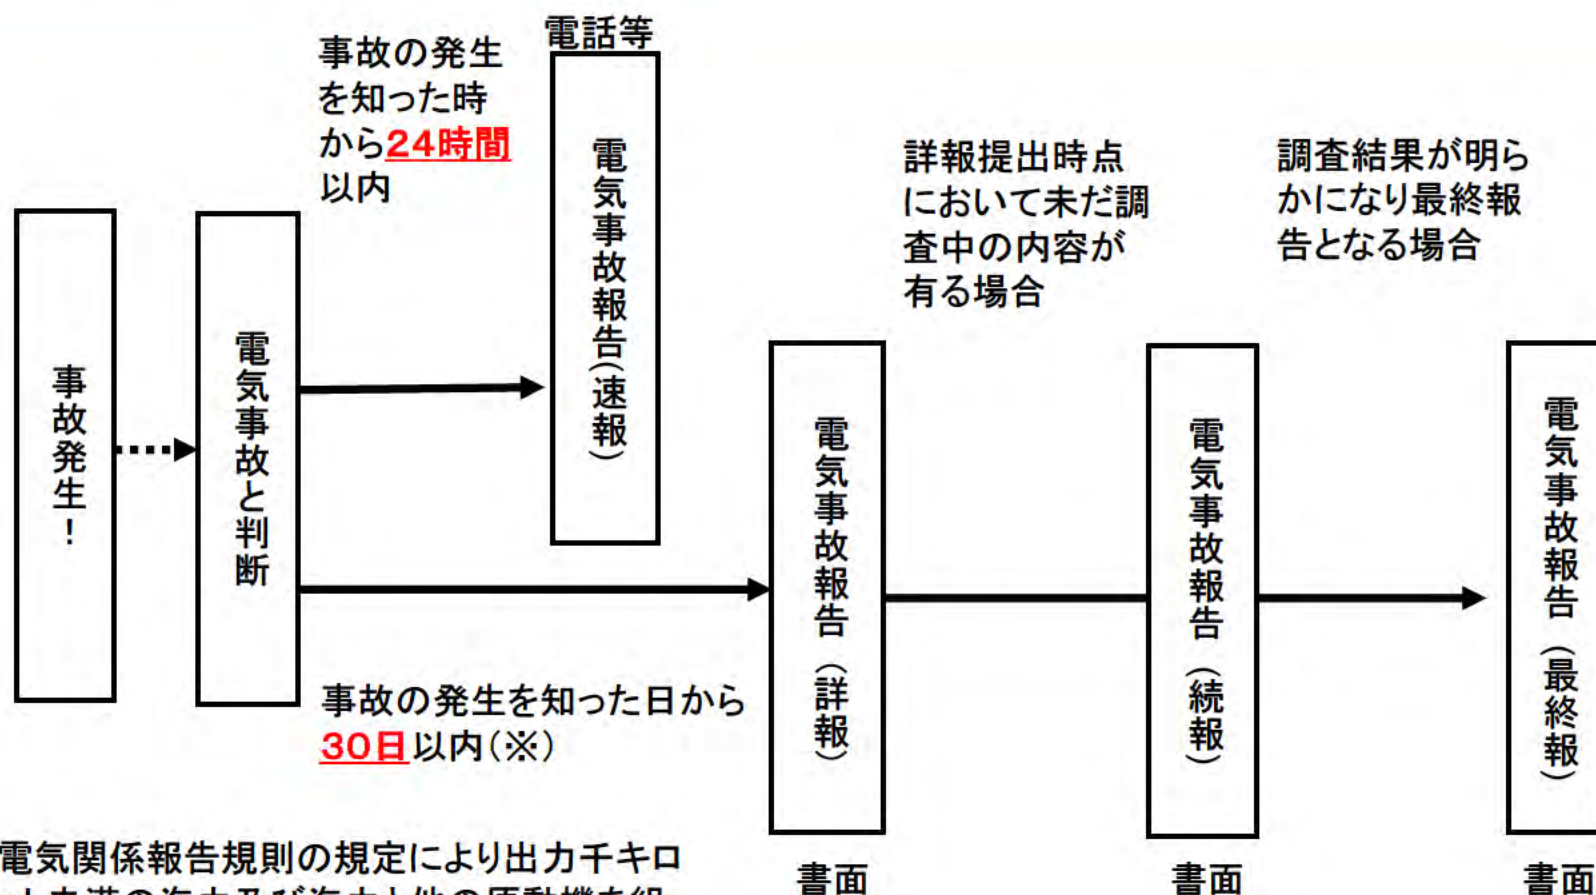 電話等
事故の発生
を知った時
から24時間
以内
電気事故報告(速報)
詳報提出時点
において未だ調
査中の内容が
有る場合
調査結果が明ら
かになり最終報
告となる場合
事故発生!
電気事故と判断
電気事故報告(詳報)
電気事故報告(続報)
電気事故報告(最終報)
事故の発生を知った日から
30日以内(※)
電気関係報告規則の規定により出力千キロ
書面
書面
書面